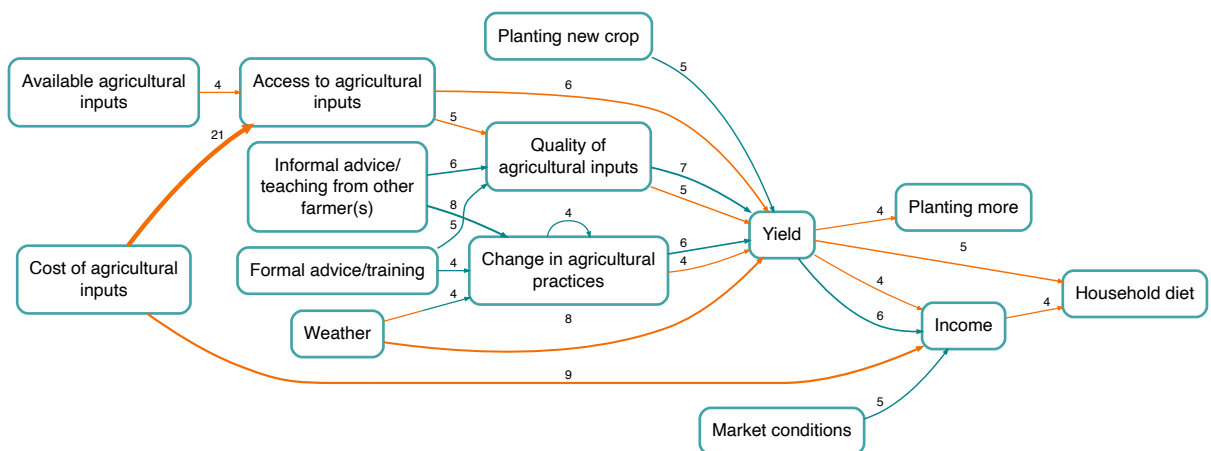 Planting new crop
5
Available agricultural
inputs
4
Access to agricultural
inputs
6
21
5
Informal advice/
teaching from other
farmer(s)
6
Quality of
agricultural inputs
7
5
8
5
4
Formal advice/training
4
Change in agricultural
practices
6
4
Yield
4
Planting more
5
Household diet
Cost of agricultural
inputs
4
Weather
8
4
6
Income
4
9
5
Market conditions